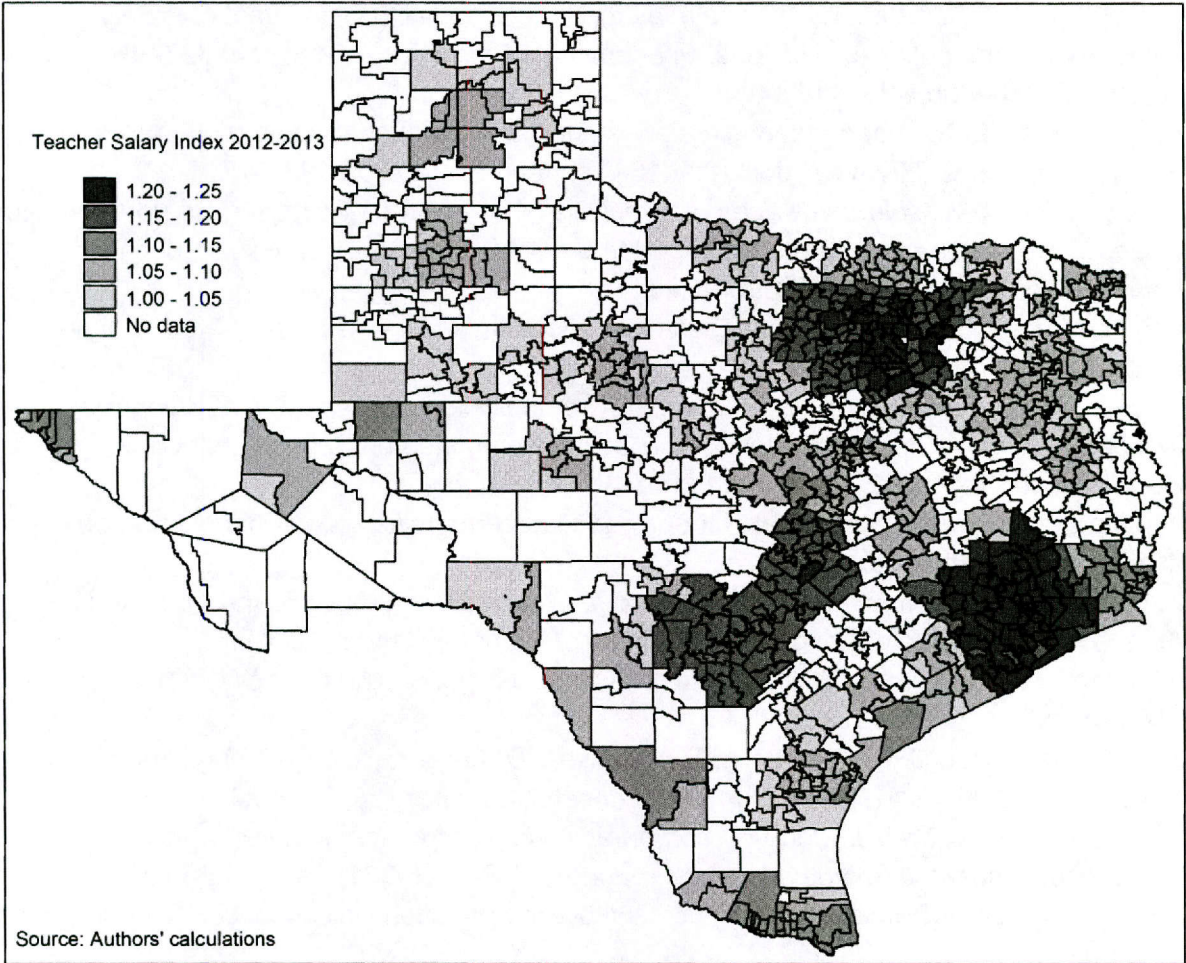 Teacher Salary Index 2012-2013
1.20 - 1.25
1.15 - 1.20
1.10 - 1.15
1.05 - 1.10
1.00 - 1.05
No data
Source: Authors' calculations